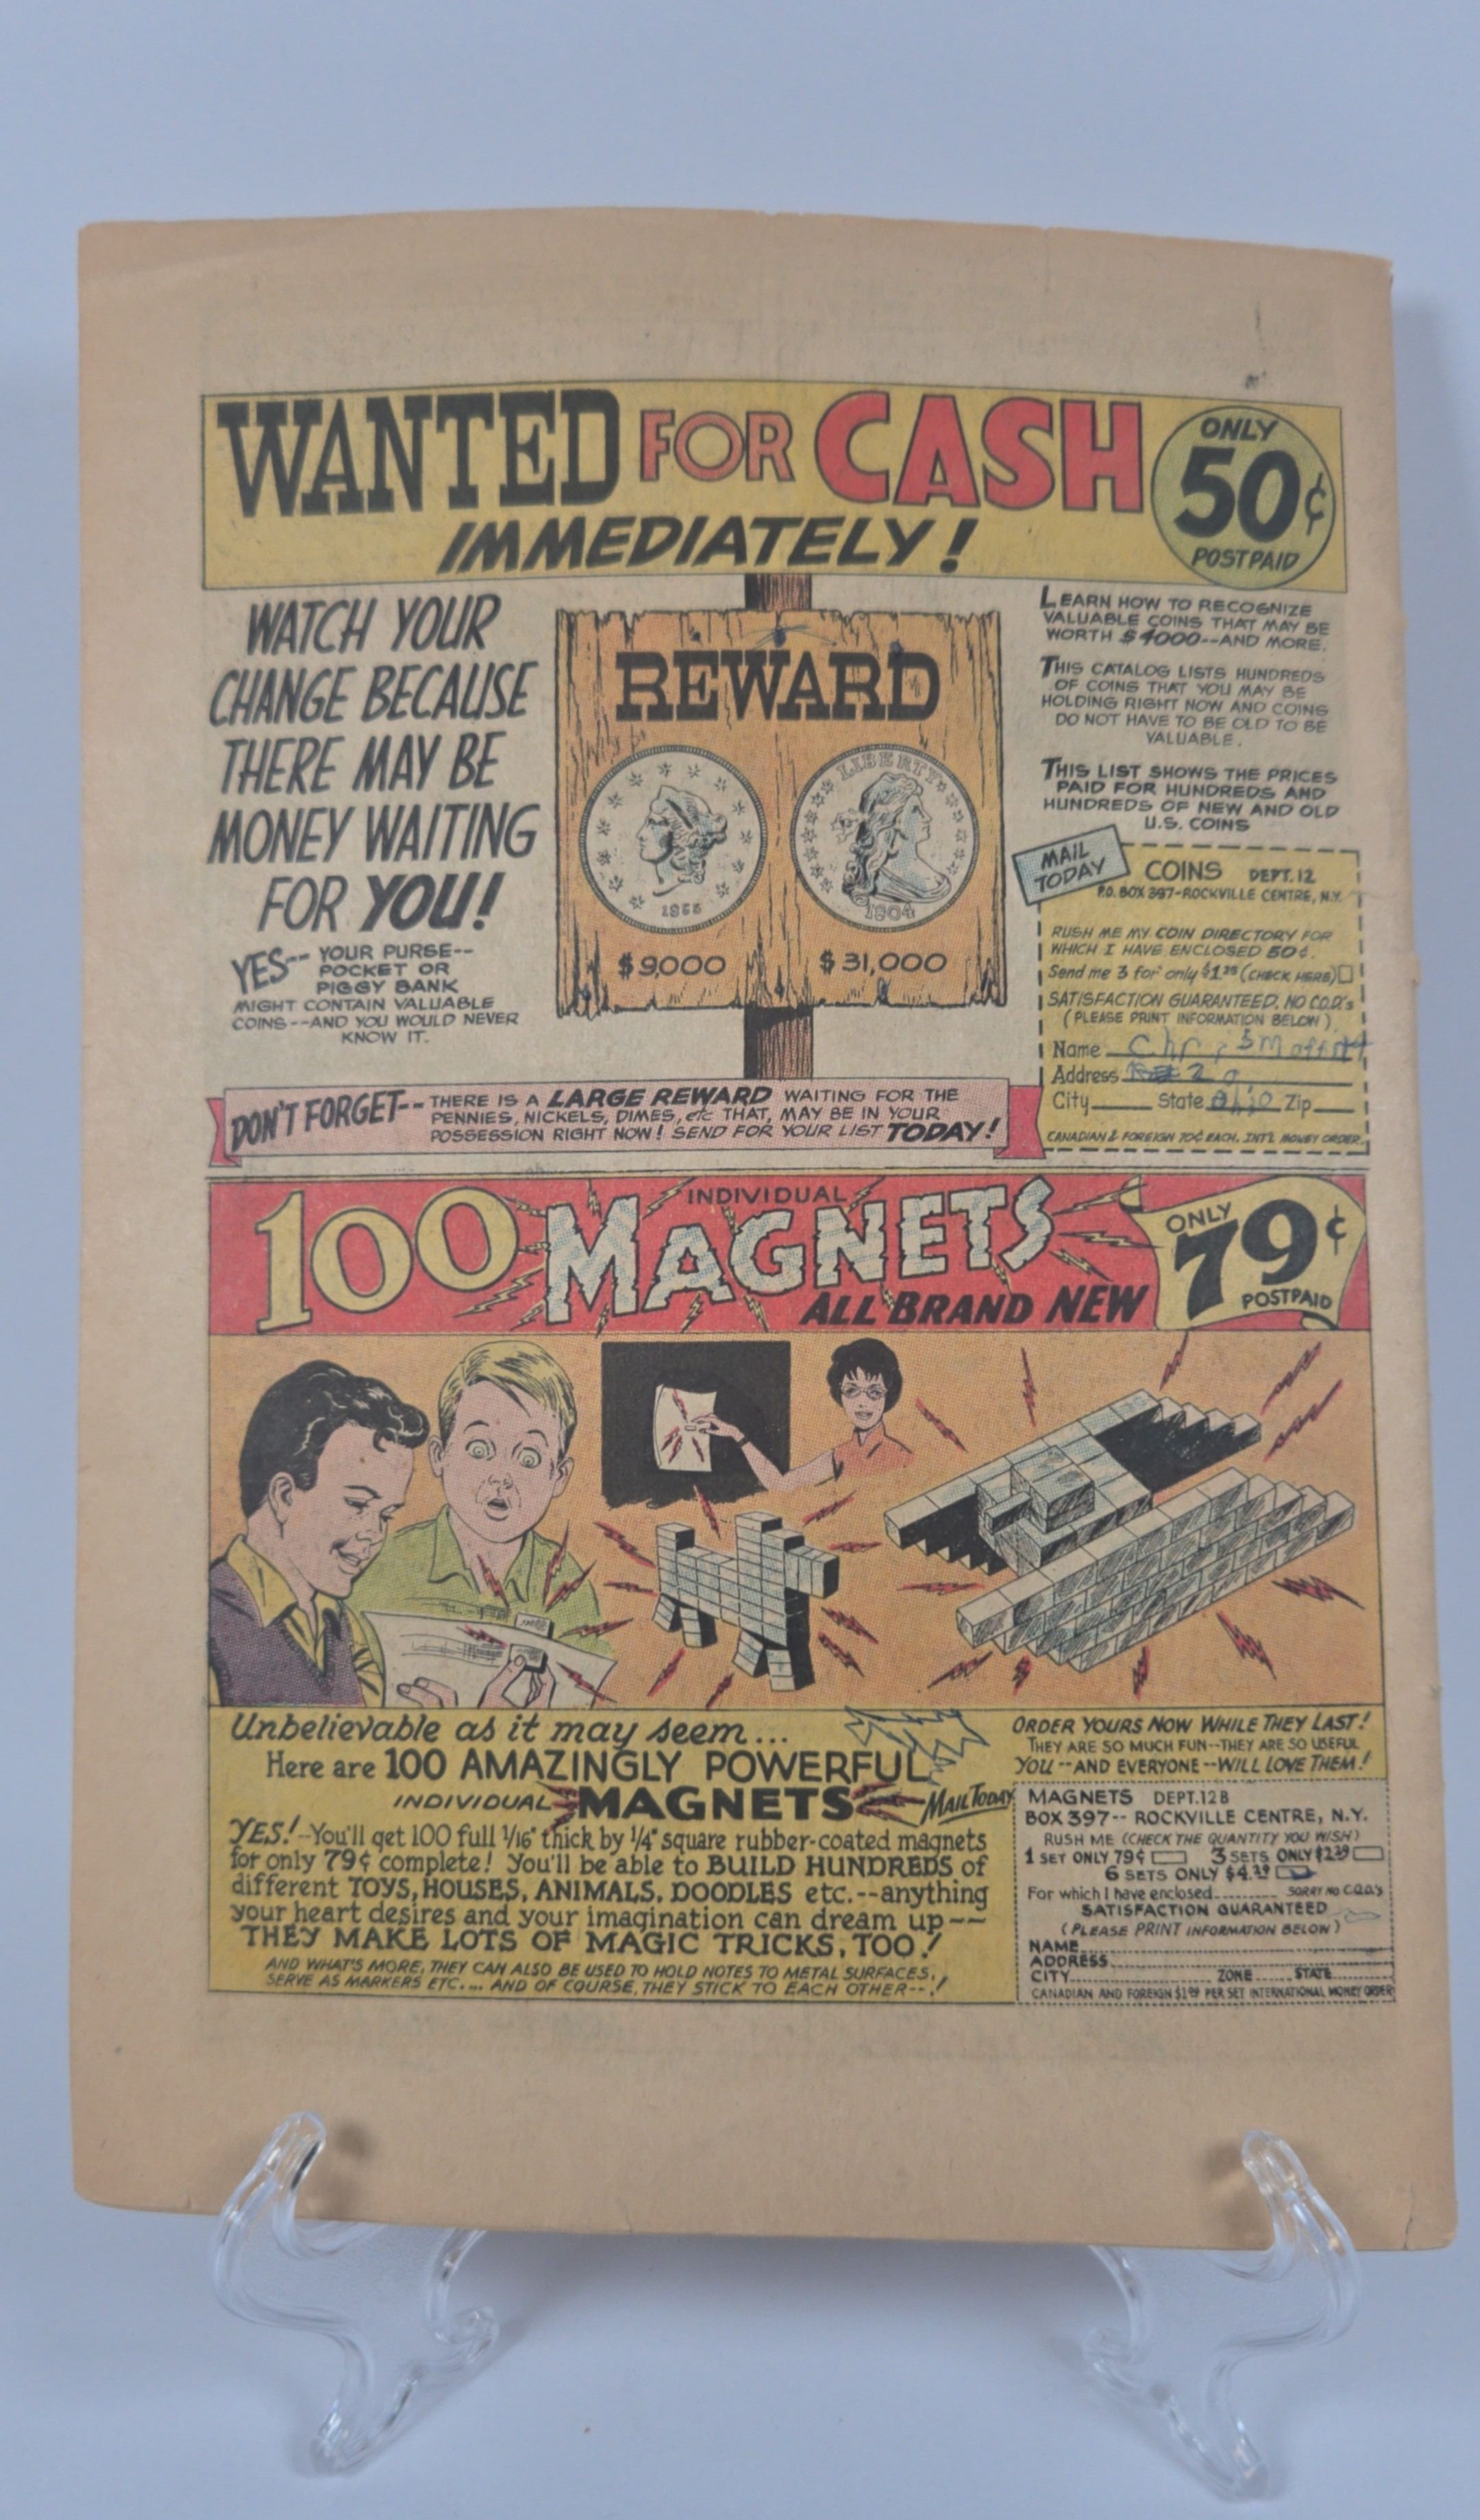 WANTED FOR CASH
IMMEDIATELY!
ONLY
50¢
POSTPAID
WATCH YOUR
CHANGE BECAUSE
THERE MAY BE
MONEY WAITING
FOR YOU!
YES-- YOUR PURSE--
POCKET OR
PIGGY BANK
MIGHT CONTAIN VALUABLE
COINS--AND YOU WOULD NEVER
KNOW IT.
REWARD
LIBERTY
1804
$9,000
$31,000
LEARN HOW TO RECOGNIZE
VALUABLE COINS THAT MAY BE
WORTH $4000--AND MORE.
THIS CATALOG LISTS HUNDREDS
OF COINS THAT YOU MAY BE
HOLDING RIGHT NOW AND COINS
DO NOT HAVE TO BE OLD TO BE
VALUABLE.
THIS LIST SHOWS THE PRICES
PAID FOR HUNDREDS AND
HUNDREDS OF NEW AND OLD
U.S. COINS
MAIL
TODAY
COINS DEPT. 12
P.O. BOX 397-ROCKVILLE CENTRE, N.Y.
RUSH ME MY COIN DIRECTORY FOR
WHICH I HAVE ENCLOSED 50¢.
Send me 3 for only $1.25 (CHECK HERE)
SATISFACTION GUARANTEED. NO C.O.D.'s
(PLEASE PRINT INFORMATION BELOW)
Name Chris
Address
City State Ohio Zip
CANADIAN & FOREIGN 70¢ EACH. INT'L MONEY ORDER.
DON'T FORGET-- THERE IS A LARGE REWARD WAITING FOR THE
PENNIES, NICKELS, DIMES, etc THAT, MAY BE IN YOUR
POSSESSION RIGHT NOW! SEND FOR YOUR LIST TODAY!
100 INDIVIDUAL MAGNETS
ALL BRAND NEW
ONLY
79¢
POSTPAID
Unbelievable as it may seem...
Here are 100 AMAZINGLY POWERFUL
INDIVIDUAL MAGNETS
Mail Today
YES!--You'll get 100 full 1/16" thick by 1/4" square rubber-coated magnets
for only 79¢ complete! You'll be able to BUILD HUNDREDS of
different TOYS, HOUSES, ANIMALS, DOODLES etc.--anything
your heart desires and your imagination can dream up--
THEY MAKE LOTS OF MAGIC TRICKS, TOO!
AND WHAT'S MORE, THEY CAN ALSO BE USED TO HOLD NOTES TO METAL SURFACES,
SERVE AS MARKERS ETC.... AND OF COURSE, THEY STICK TO EACH OTHER--!
ORDER YOURS NOW WHILE THEY LAST!
THEY ARE SO MUCH FUN--THEY ARE SO USEFUL
YOU--AND EVERYONE--WILL LOVE THEM!
MAGNETS DEPT. 12B
BOX 397-- ROCKVILLE CENTRE, N.Y.
RUSH ME (CHECK THE QUANTITY YOU WISH)
1 SET ONLY 79¢ 3 SETS ONLY $2.29
6 SETS ONLY $4.39
For which I have enclosed........ SORRY NO C.O.D.'s
SATISFACTION GUARANTEED
(PLEASE PRINT INFORMATION BELOW)
NAME
ADDRESS
CITY ZONE STATE
CANADIAN AND FOREIGN $1.09 PER SET INTERNATIONAL MONEY ORDER